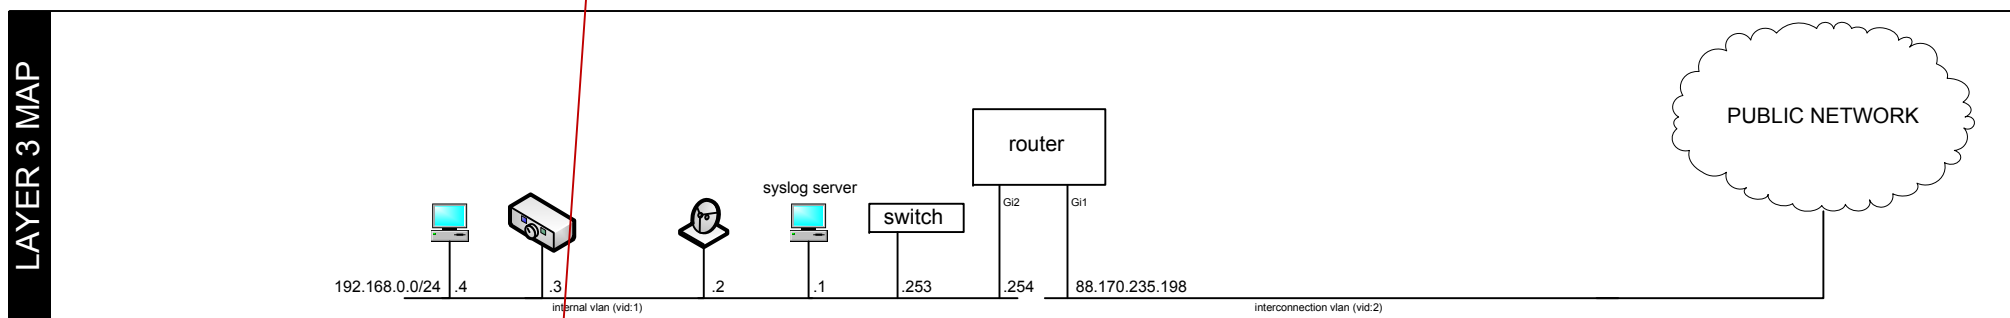 LAYER 3 MAP
PUBLIC NETWORK
router
syslog server
switch
Gi2
Gi1
192.168.0.0/24
.4
.3
.2
.1
.253
.254
88.170.235.198
internal vlan (vid:1)
interconnection vlan (vid:2)